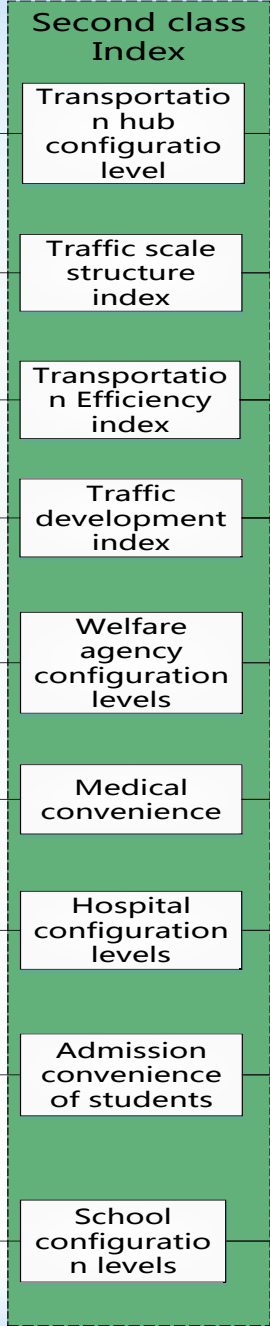 Second class
Index
Transportatio
n hub
configuratio
level
Traffic scale
structure
index
Transportatio
n Efficiency
index
Traffic
development
index
Welfare
agency
configuration
levels
Medical
convenience
Hospital
configuration
levels
Admission
convenience
of students
School
configuratio
n levels